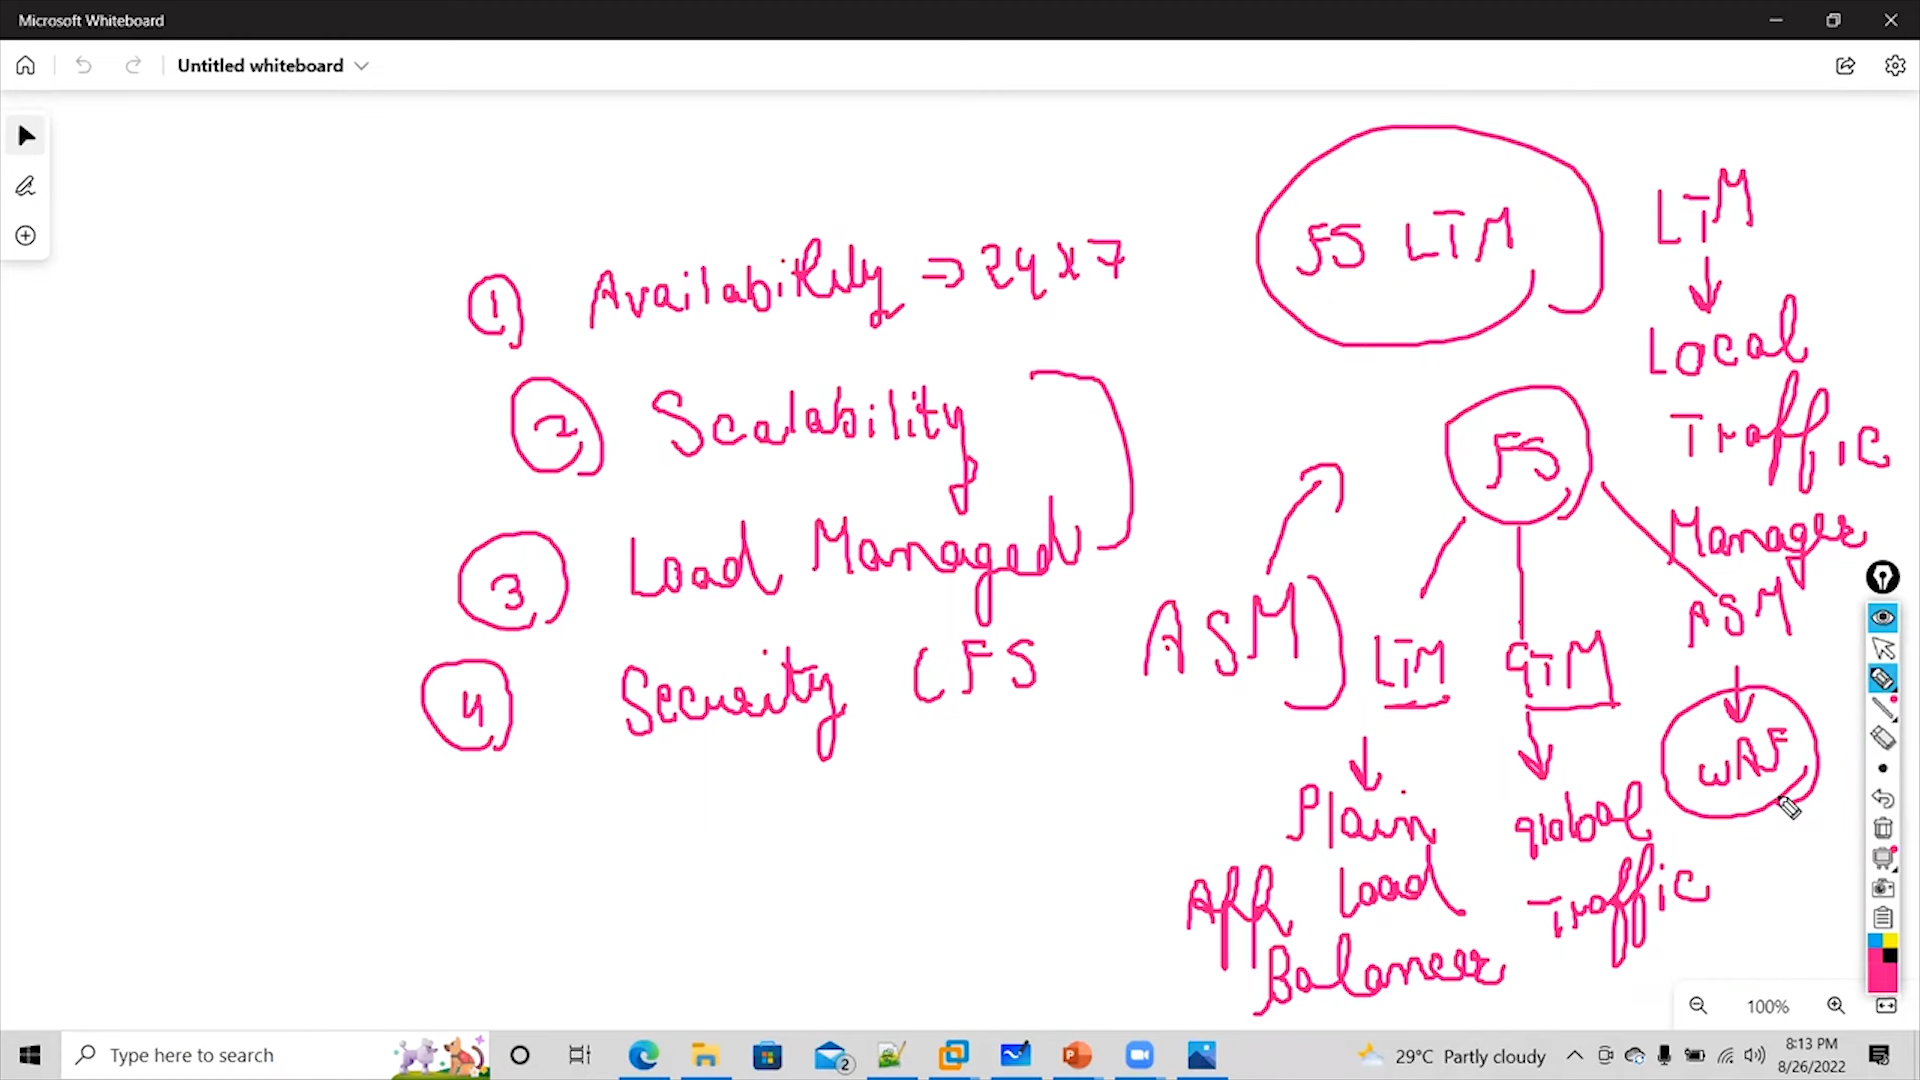 Microsoft Whiteboard
Untitled whiteboard
1 Availability => 24x7
2 Scalability
3 Load Managed
4 Security (F5 ASM)
F5 LTM
LTM
Local
Traffic
Manager
F5
LTM GTM ASM
Plain
App Load
Balancer
Global
Traffic
WAF
100%
Type here to search
2
29°C Partly cloudy
8:13 PM
8/26/2022